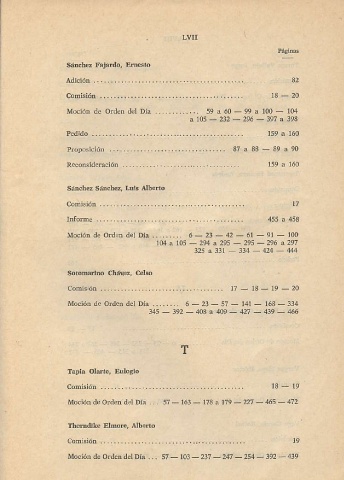 LVII
Páginas
Sánchez Fajardo, Ernesto
Adición ........................................ 82
Comisión ........................................ 18 — 20
Moción de Orden del Día ............ 59 a 60 — 99 a 100 — 104
a 105 — 232 — 296 — 397 a 398
Pedido ........................................ 159 a 160
Proposición .............................. 87 a 88 — 89 a 90
Reconsideración .............................. 159 a 160
Sánchez Sánchez, Luis Alberto
Comisión ........................................ 17
Informe ........................................ 455 a 458
Moción de Orden del Día ........ 6 — 23 — 42 — 61 — 91 — 100
104 a 105 — 294 a 295 — 295 — 296 a 297
325 a 331 — 334 — 424 — 444
Sotomarino Chávez, Celso
Comisión .............................. 17 — 18 — 19 — 20
Moción de Orden del Día ........ 6 — 23 — 57 — 141 — 168 — 334
345 — 392 — 408 a 409 — 427 — 439 — 466
T
Tapia Olarte, Eulogio
Comisión ........................................ 18 — 19
Moción de Orden del Día ... 57 — 163 — 178 a 179 — 227 — 465 — 472
Thorndike Elmore, Alberto
Comisión ........................................ 19
Moción de Orden del Día ... 57 — 103 — 237 — 247 — 254 — 392 — 439